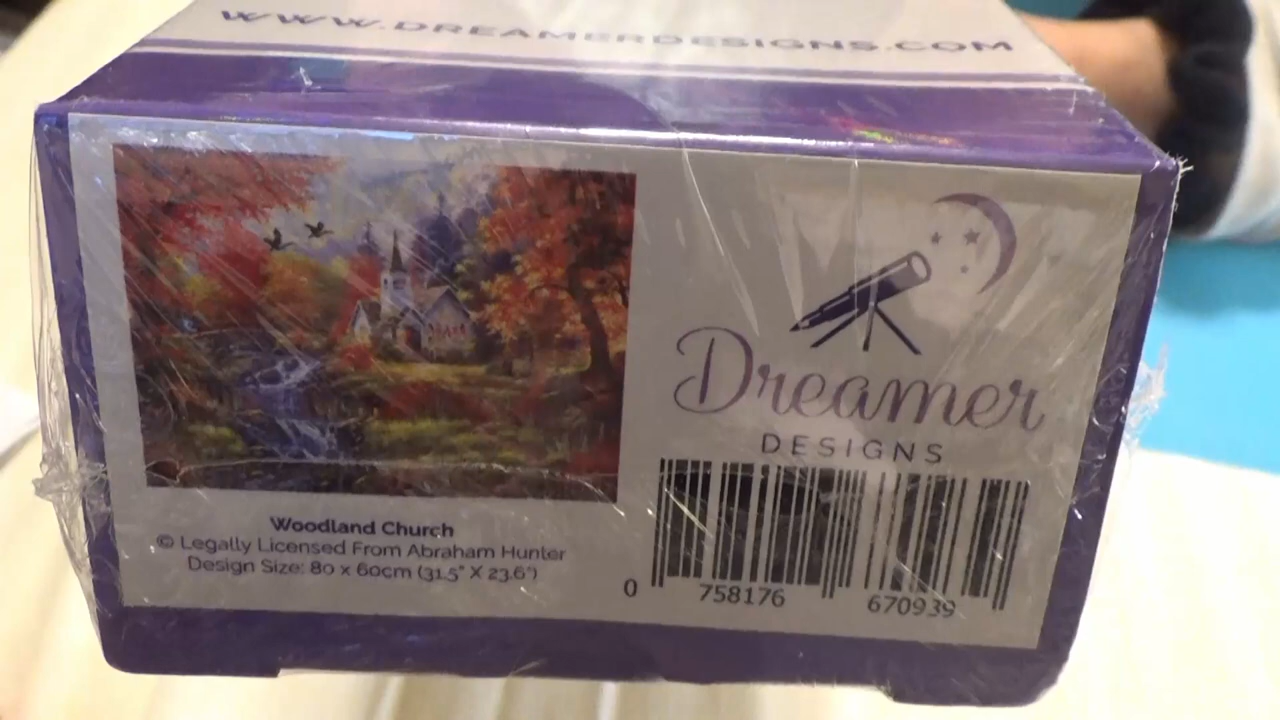 WWW.DREAMERDESIGNS.COM
Dreamer
DESIGNS
Woodland Church
© Legally Licensed From Abraham Hunter
Design Size: 80 x 60cm (31.5" X 23.6")
0 758176 670939